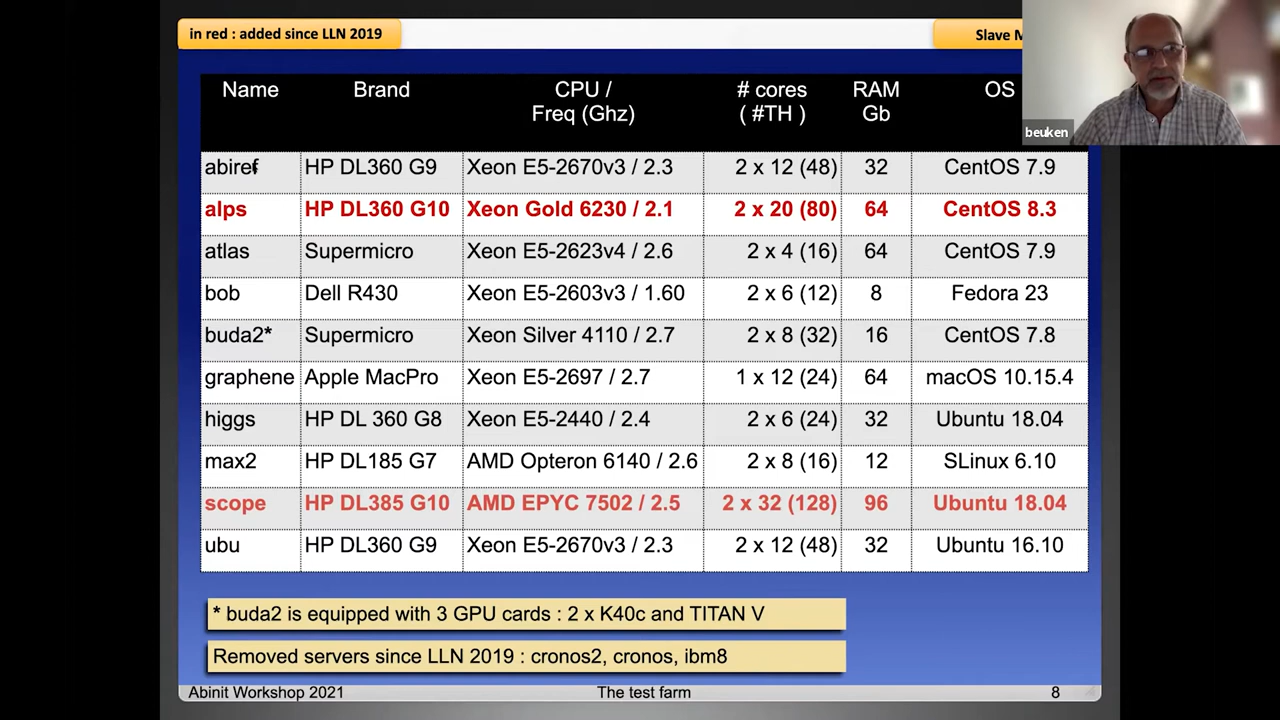 in red : added since LLN 2019
Slave
beuken
Name Brand CPU / Freq (Ghz) # cores ( #TH ) RAM Gb OS
abiref HP DL360 G9 Xeon E5-2670v3 / 2.3 2 x 12 (48) 32 CentOS 7.9
alps HP DL360 G10 Xeon Gold 6230 / 2.1 2 x 20 (80) 64 CentOS 8.3
atlas Supermicro Xeon E5-2623v4 / 2.6 2 x 4 (16) 64 CentOS 7.9
bob Dell R430 Xeon E5-2603v3 / 1.60 2 x 6 (12) 8 Fedora 23
buda2* Supermicro Xeon Silver 4110 / 2.7 2 x 8 (32) 16 CentOS 7.8
graphene Apple MacPro Xeon E5-2697 / 2.7 1 x 12 (24) 64 macOS 10.15.4
higgs HP DL 360 G8 Xeon E5-2440 / 2.4 2 x 6 (24) 32 Ubuntu 18.04
max2 HP DL185 G7 AMD Opteron 6140 / 2.6 2 x 8 (16) 12 SLinux 6.10
scope HP DL385 G10 AMD EPYC 7502 / 2.5 2 x 32 (128) 96 Ubuntu 18.04
ubu HP DL360 G9 Xeon E5-2670v3 / 2.3 2 x 12 (48) 32 Ubuntu 16.10
* buda2 is equipped with 3 GPU cards : 2 x K40c and TITAN V
Removed servers since LLN 2019 : cronos2, cronos, ibm8
Abinit Workshop 2021 The test farm 8